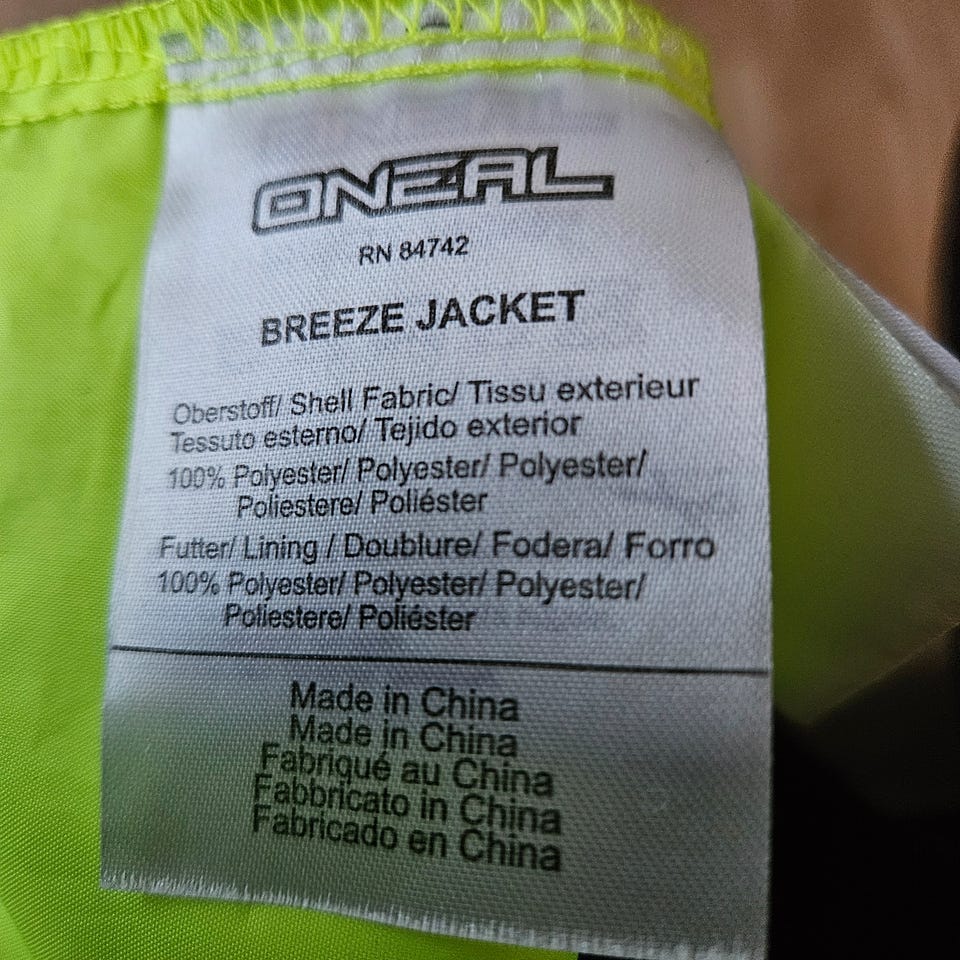 ONEAL
RN 84742
BREEZE JACKET
Oberstoff/ Shell Fabric/ Tissu exterieur
Tessuto esterno/ Tejido exterior
100% Polyester/ Polyester/ Polyester/
Poliestere/ Poliéster
Futter/ Lining / Doublure/ Fodera/ Forro
100% Polyester/ Polyester/ Polyester/
Poliestere/ Poliéster
Made in China
Made in China
Fabriqué au China
Fabbricato in China
Fabricado en China